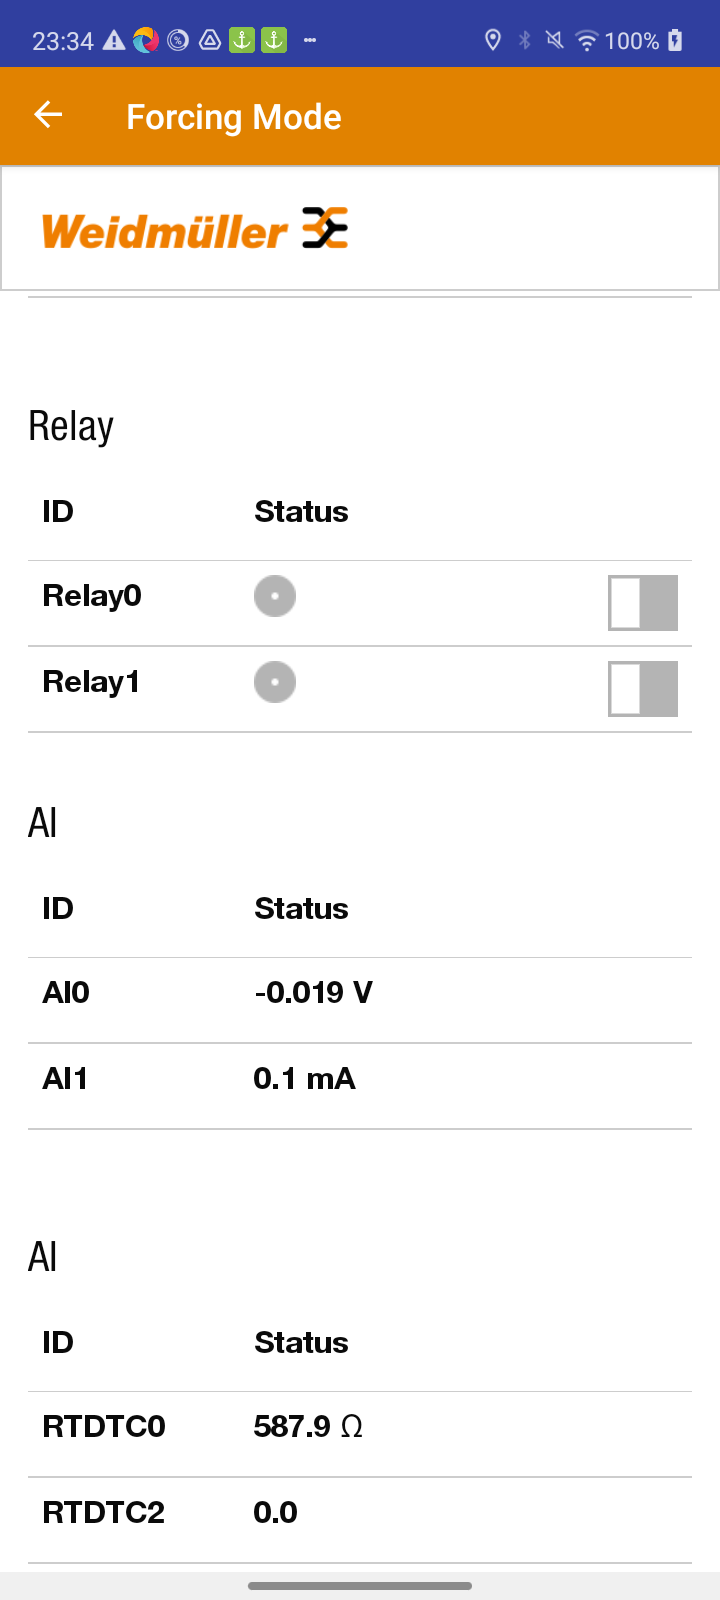 23:34 100%
Forcing Mode
Weidmüller
Relay
ID Status
Relay0
Relay1
AI
ID Status
AI0 -0.019 V
AI1 0.1 mA
AI
ID Status
RTDTC0 587.9 Ω
RTDTC2 0.0